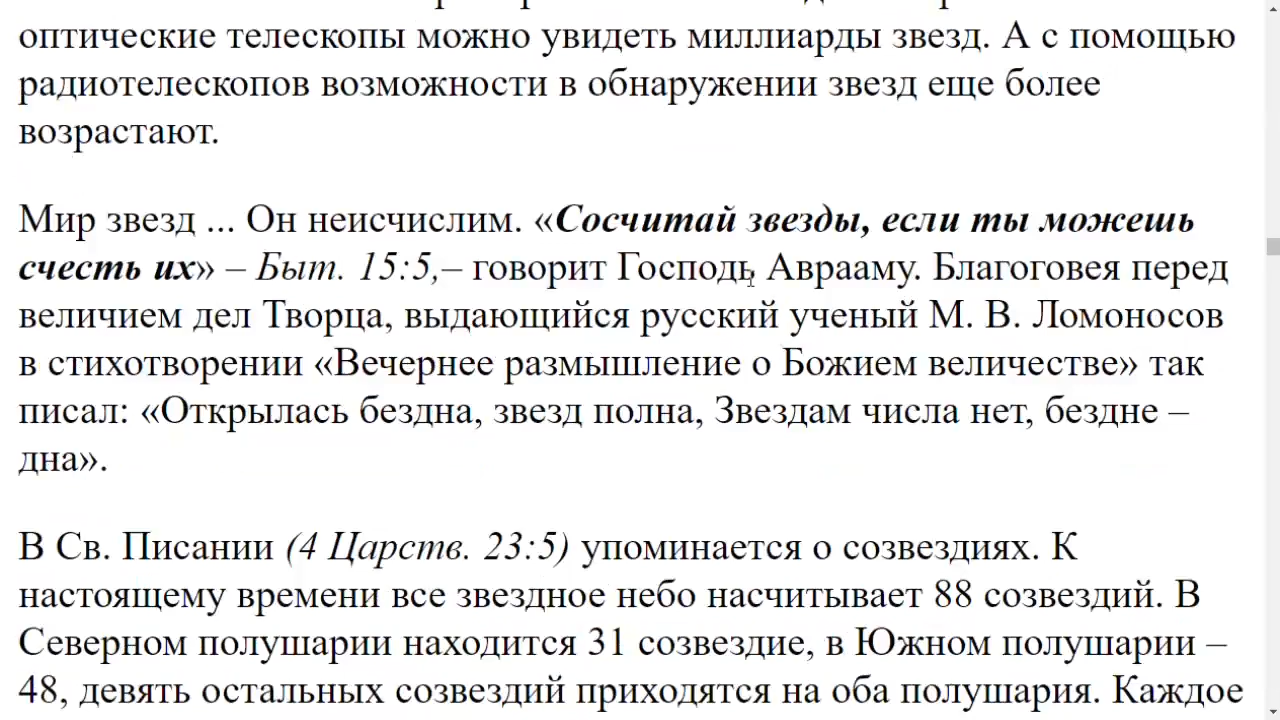 оптические телескопы можно увидеть миллиарды звезд. А с помощью
радиотелескопов возможности в обнаружении звезд еще более
возрастают.
Мир звезд ... Он неисчислим. «Сосчитай звезды, если ты можешь
счесть их» – Быт. 15:5,– говорит Господь Аврааму. Благоговея перед
величием дел Творца, выдающийся русский ученый М. В. Ломоносов
в стихотворении «Вечернее размышление о Божием величестве» так
писал: «Открылась бездна, звезд полна, Звездам числа нет, бездне –
дна».
В Св. Писании (4 Царств. 23:5) упоминается о созвездиях. К
настоящему времени все звездное небо насчитывает 88 созвездий. В
Северном полушарии находится 31 созвездие, в Южном полушарии –
48, девять остальных созвездий приходятся на оба полушария. Каждое